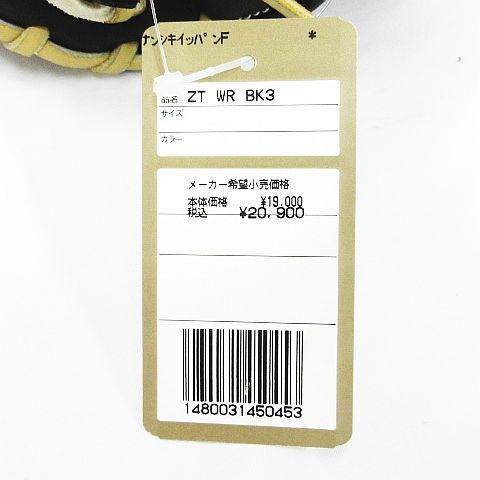 ナンシキイッパンF *
品名 ZT WR BK3
サイズ
カラー
メーカー希望小売価格
本体価格 ¥19,000
税込 ¥20,900
1480031450453